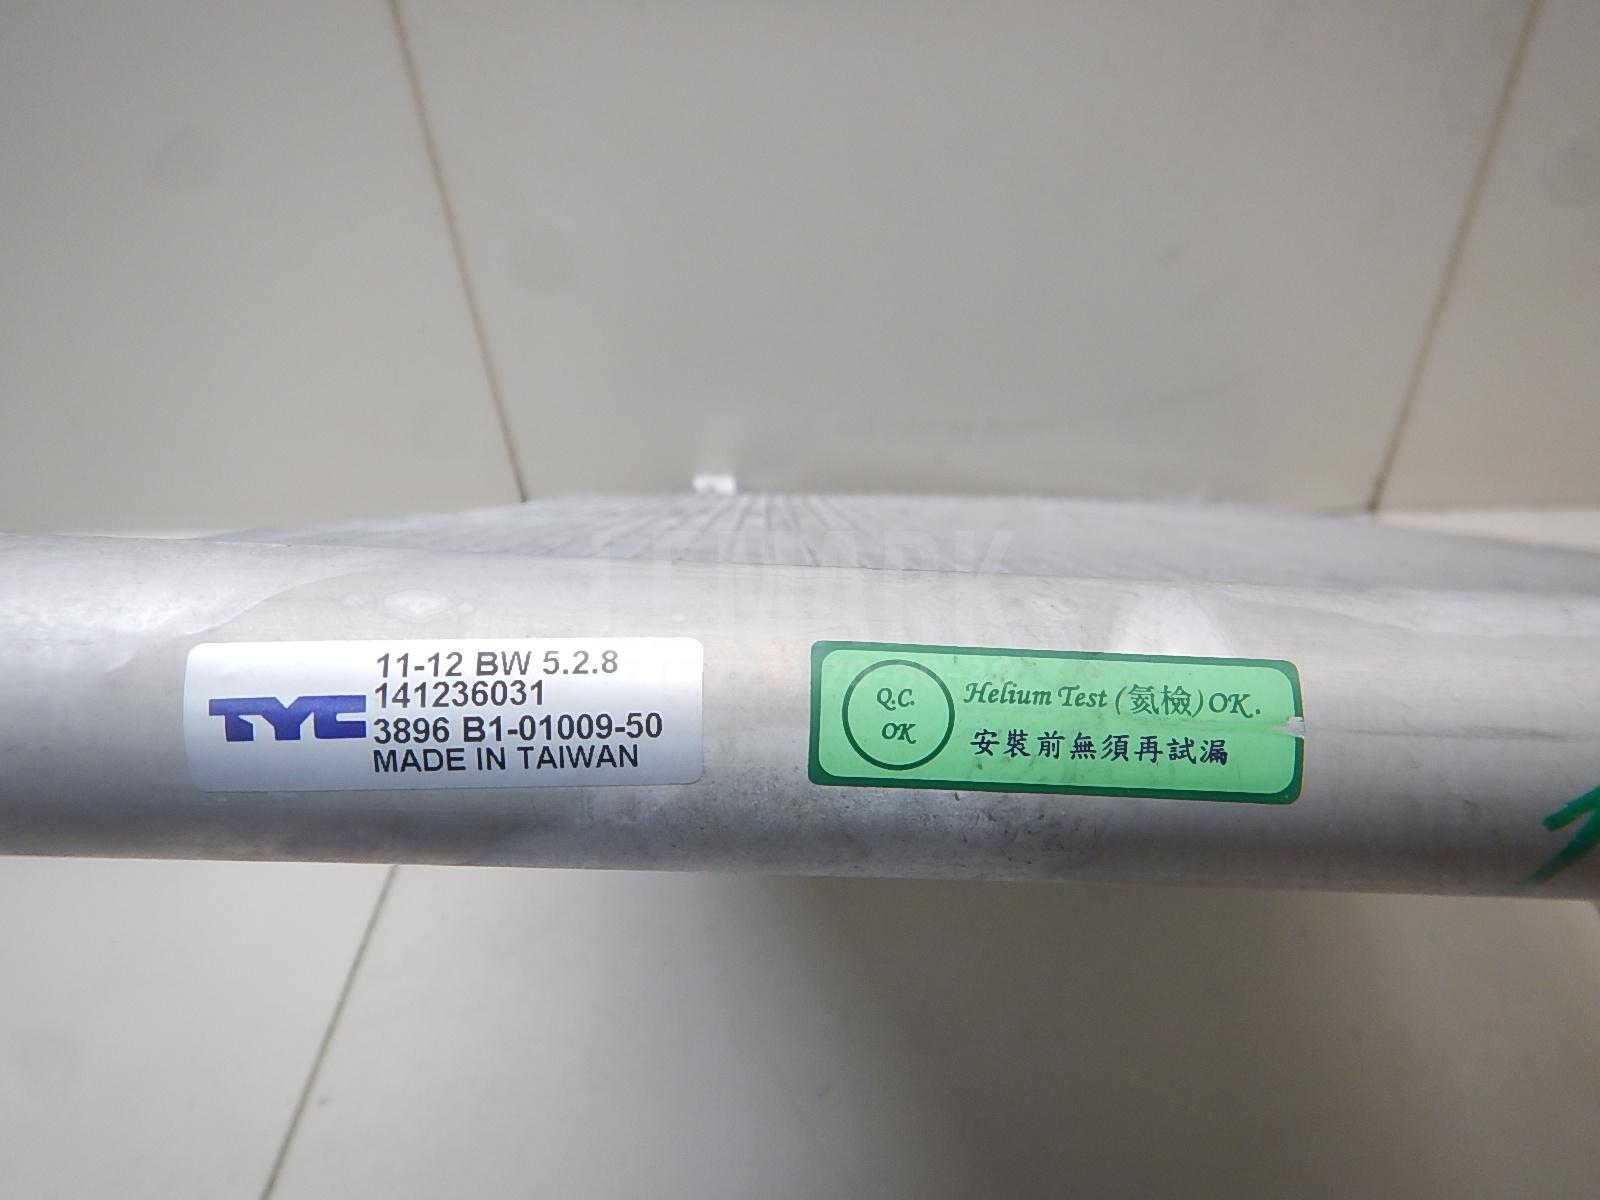 11-12 BW 5.2.8
TYC
141236031
3896 B1-01009-50
MADE IN TAIWAN
Q.C.
OK
Helium Test (氦檢) OK.
安裝前無須再試漏
LEMARK